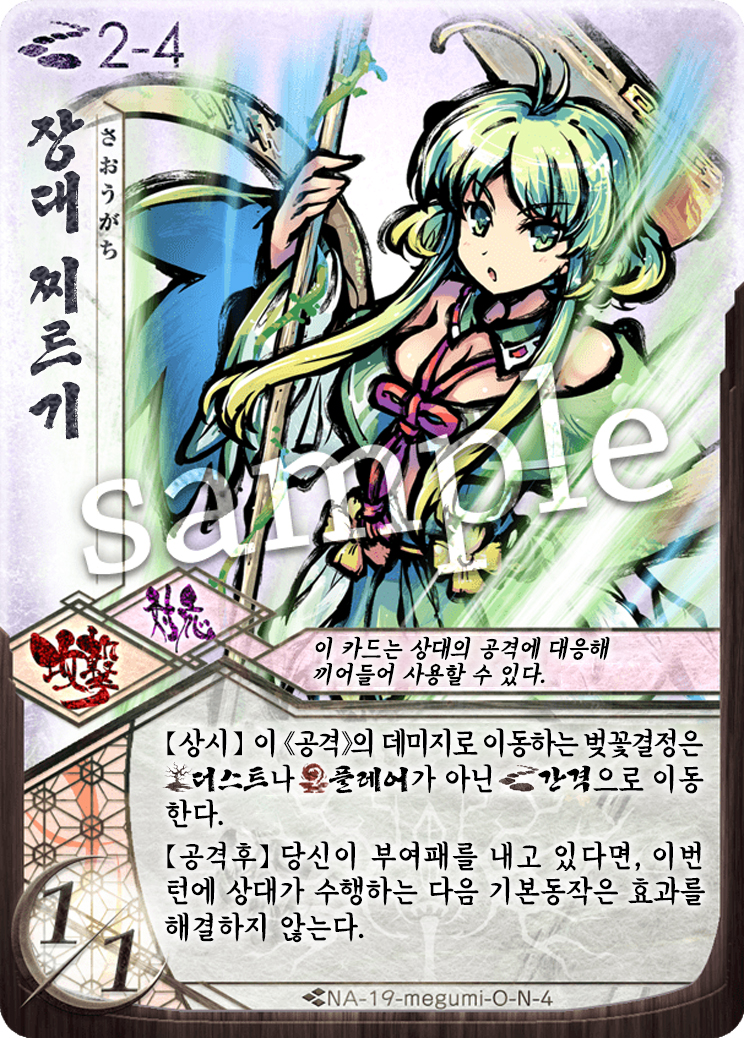 2-4
장대 찌르기
さおうがち
sample
攻撃
対応
이 카드는 상대의 공격에 대응해
끼어들어 사용할 수 있다.
【상시】 이 《공격》의 데미지로 이동하는 벚꽃결정은
더스트나 플레어가 아닌 간격으로 이동
한다.
【공격후】 당신이 부여패를 내고 있다면, 이번
턴에 상대가 수행하는 다음 기본동작은 효과를
해결하지 않는다.
1/1
NA-19-megumi-O-N-4